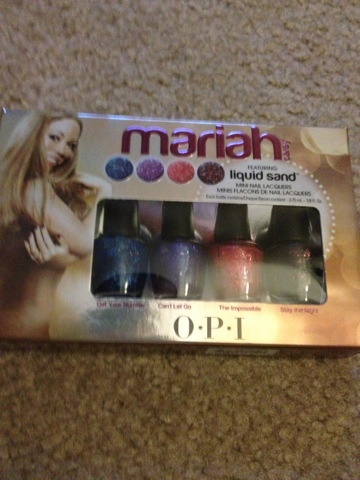 mariah
carey
FEATURING
liquid sand
MINI NAIL LACQUERS
MINIS FLACONS DE NAIL LACQUERS
Get Your Number
Can't Let Go
The Impossible
Stay the Night
O·P·I